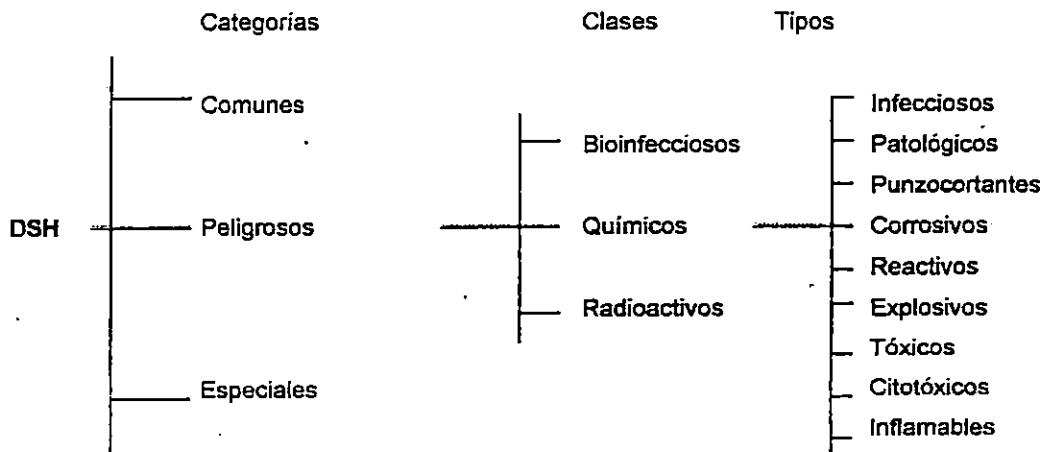 Categorías Clases Tipos
Comunes
Infecciosos
Bioinfecciosos
Patológicos
Punzocortantes
DSH Peligrosos Químicos Corrosivos
Reactivos
Radioactivos Explosivos
Tóxicos
Especiales Citotóxicos
Inflamables